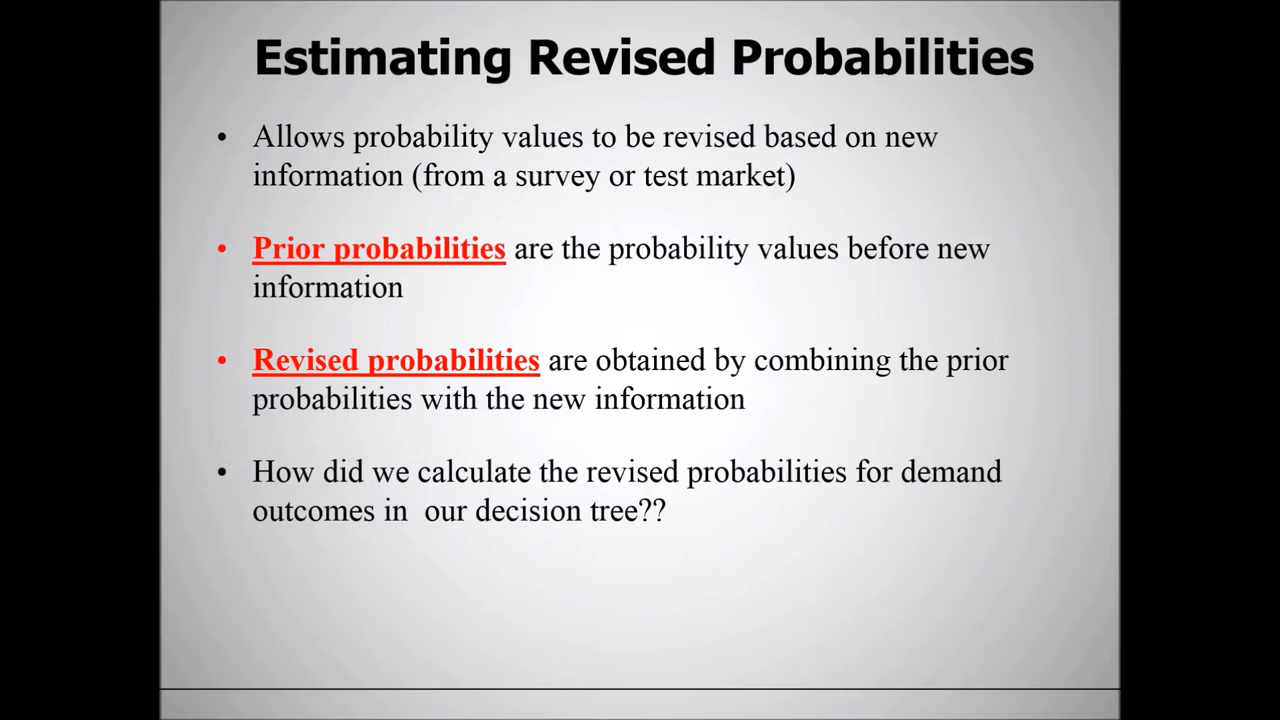 Estimating Revised Probabilities
• Allows probability values to be revised based on new
information (from a survey or test market)
• Prior probabilities are the probability values before new
information
• Revised probabilities are obtained by combining the prior
probabilities with the new information
• How did we calculate the revised probabilities for demand
outcomes in  our decision tree??